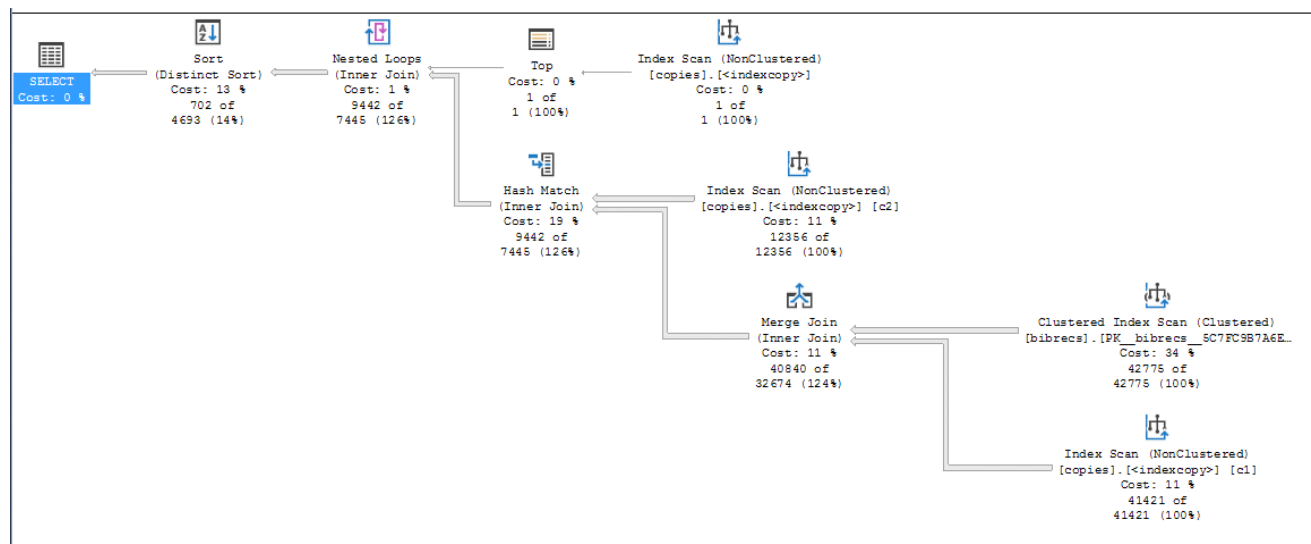 SELECT
Cost: 0 %
Sort
(Distinct Sort)
Cost: 13 %
702 of
4693 (14%)
Nested Loops
(Inner Join)
Cost: 1 %
9442 of
7445 (126%)
Top
Cost: 0 %
1 of
1 (100%)
Index Scan (NonClustered)
[copies].[<indexcopy>]
Cost: 0 %
1 of
1 (100%)
Hash Match
(Inner Join)
Cost: 19 %
9442 of
7445 (126%)
Index Scan (NonClustered)
[copies].[<indexcopy>] [c2]
Cost: 11 %
12356 of
12356 (100%)
Merge Join
(Inner Join)
Cost: 11 %
40840 of
32674 (124%)
Clustered Index Scan (Clustered)
[bibrecs].[PK__bibrecs__5C7FC9B7A6E…
Cost: 34 %
42775 of
42775 (100%)
Index Scan (NonClustered)
[copies].[<indexcopy>] [c1]
Cost: 11 %
41421 of
41421 (100%)